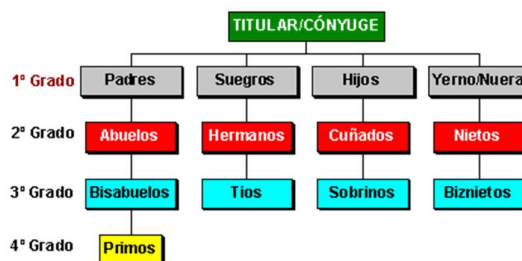 TITULAR/CÓNYUGE
1º Grado Padres Suegros Hijos Yerno/Nuera
2º Grado Abuelos Hermanos Cuñados Nietos
3º Grado Bisabuelos Tios Sobrinos Biznietos
4º Grado Primos